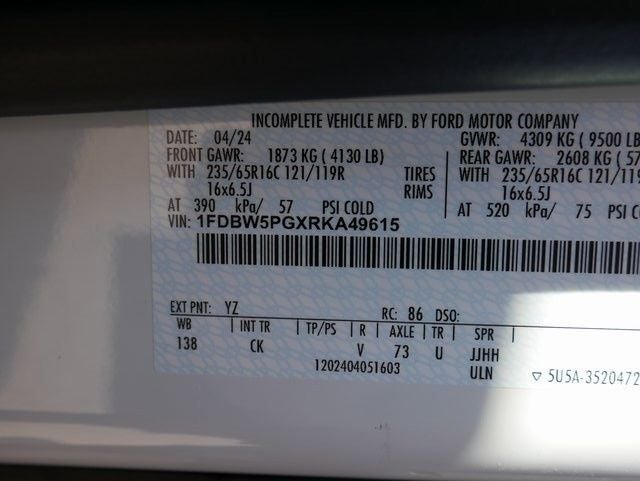 INCOMPLETE VEHICLE MFD. BY FORD MOTOR COMPANY
DATE: 04/24 GVWR: 4309 KG ( 9500 LB
FRONT GAWR: 1873 KG ( 4130 LB) REAR GAWR: 2608 KG ( 57
WITH 235/65R16C 121/119R TIRES WITH 235/65R16C 121/119
16x6.5J RIMS 16x6.5J
AT 390 kPa/ 57 PSI COLD AT 520 kPa/ 75 PSI C
VIN: 1FDBW5PGXRKA49615
EXT PNT: YZ RC: 86 DSO:
WB | INT TR | TP/PS | R | AXLE | TR | SPR
138 CK V 73 U JJHH
1202404051603 ULN ▽ 5U5A-3520472